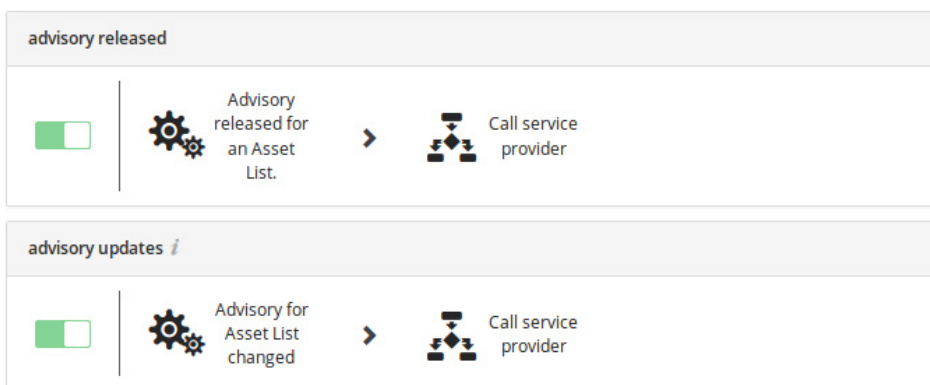 advisory released
Advisory
released for
an Asset
List.
Call service
provider
advisory updates i
Advisory for
Asset List
changed
Call service
provider